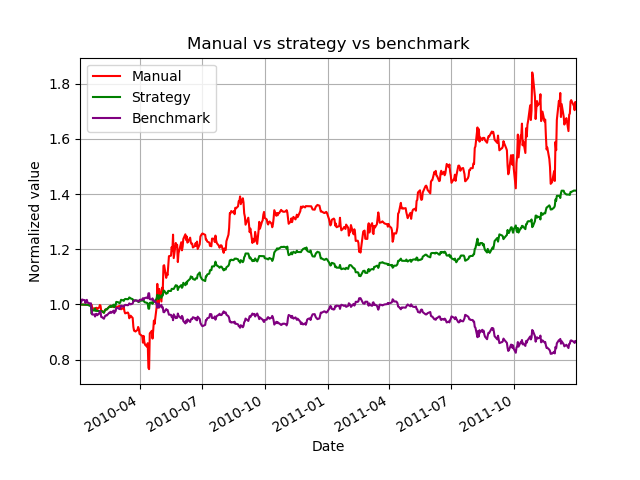 Manual vs strategy vs benchmark
Manual
Strategy
Benchmark
Normalized value
1.8
1.6
1.4
1.2
1.0
0.8
2010-04
2010-07
2010-10
2011-01
2011-04
2011-07
2011-10
Date